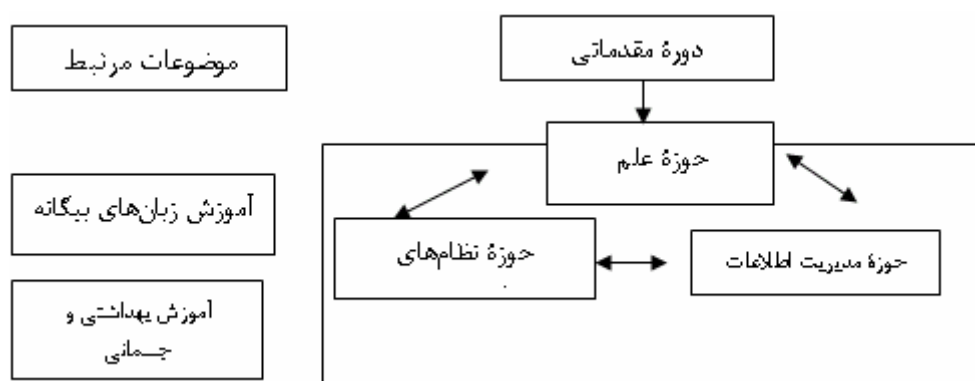 دورهٔ مقدماتی
موضوعات مرتبط
حوزهٔ علم
آموزش زبان‌های بیگانه
حوزهٔ نظام‌های
حوزهٔ مدیریت اطلاعات
آموزش بهداشتی و
جسمانی